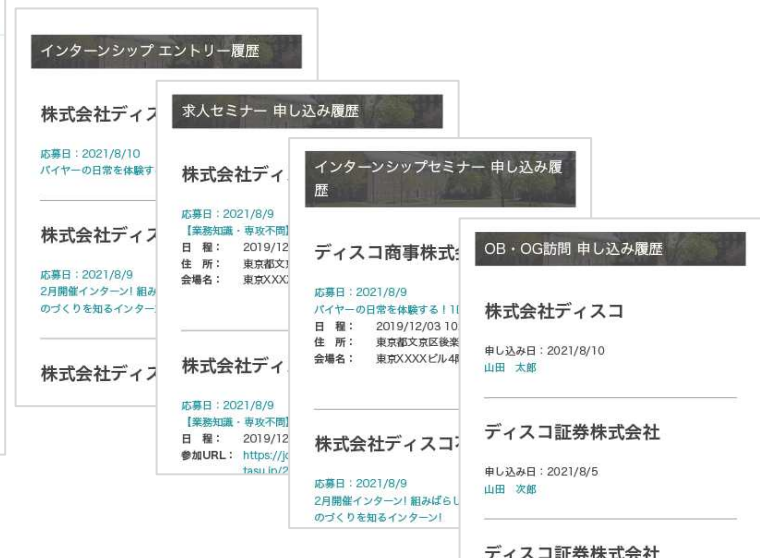 インターンシップ エントリー履歴
株式会社ディス
応募日：2021/8/10
バイヤーの日常を体験す
株式会社ディス
応募日：2021/8/9
2月開催インターン! 組み
のづくりを知るインター
株式会社ディス
求人セミナー 申し込み履歴
株式会社ディ
応募日：2021/8/9
【業務知識・専攻不問】
日　程：　2019/12
住　所：　東京都文
会場名：　東京XXX
株式会社ディ
応募日：2021/8/9
【業務知識・専攻不問】
日　程：　2019/12
参加URL：　https://jo
tasu.jp/2
インターンシップセミナー 申し込み履
歴
ディスコ商事株式会
応募日：2021/8/9
バイヤーの日常を体験する！1
日　程：　2019/12/03 10
住　所：　東京都文京区後楽
会場名：　東京XXXXビル4
株式会社ディスコ
応募日：2021/8/9
2月開催インターン! 組みばらし
のづくりを知るインターン!
OB・OG訪問 申し込み履歴
株式会社ディスコ
申し込み日：2021/8/10
山田　太郎
ディスコ証券株式会社
申し込み日：2021/8/5
山田　次郎
ディスコ証券株式会社